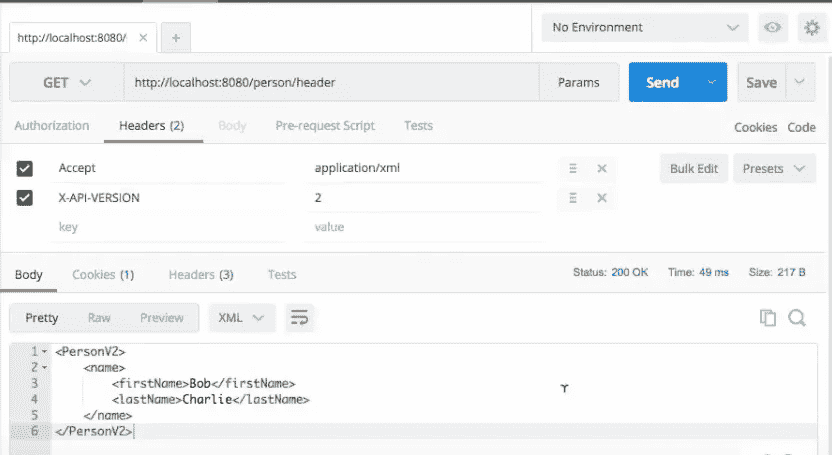 http://localhost:8080/ × +
No Environment
GET http://localhost:8080/person/header Params Send Save
Authorization Headers (2) Body Pre-request Script Tests Cookies Code
Accept application/xml Bulk Edit Presets
X-API-VERSION 2
key value
Body Cookies (1) Headers (3) Tests Status: 200 OK Time: 49 ms Size: 217 B
Pretty Raw Preview XML
1 <PersonV2>
2 <name>
3 <firstName>Bob</firstName>
4 <lastName>Charlie</lastName>
5 </name>
6 </PersonV2>